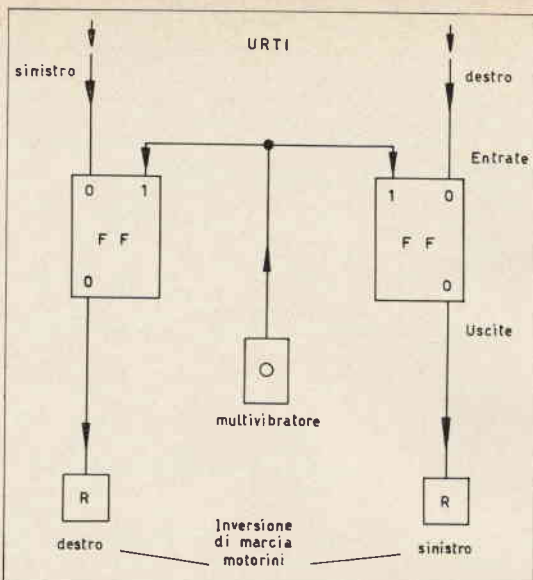 URTI
sinistro
destro
Entrate
0 1
1 0
F F
F F
0
0
Uscite
O
multivibratore
R
R
destro
Inversione
di marcia
motorini
sinistro